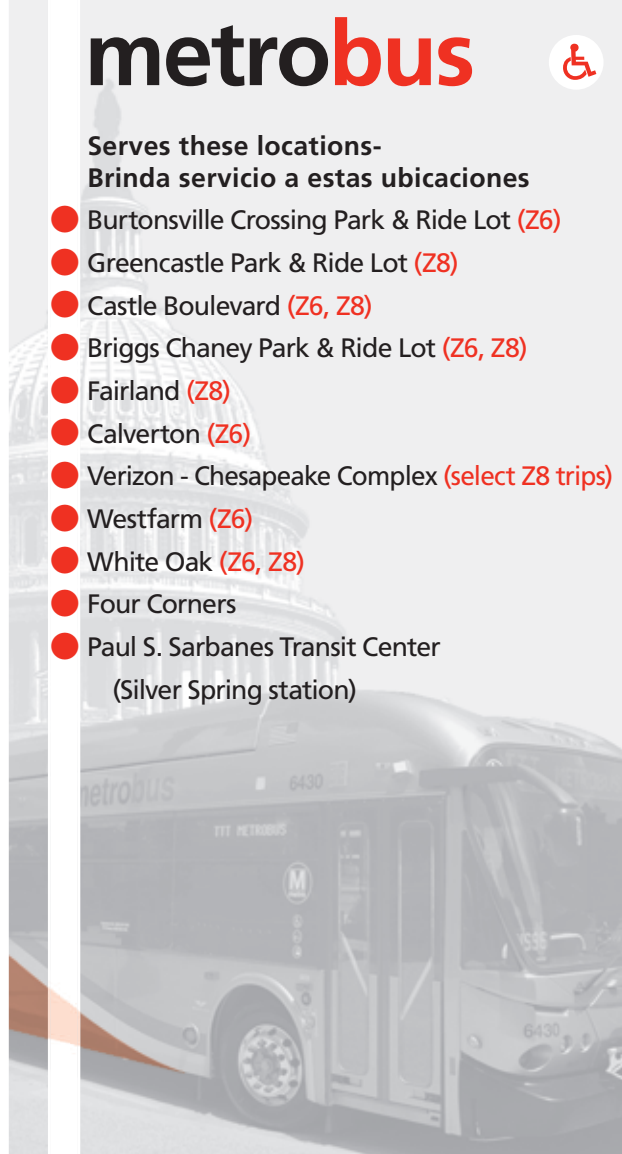 metrobus
Serves these locations-
Brinda servicio a estas ubicaciones
Burtonsville Crossing Park & Ride Lot (Z6)
Greencastle Park & Ride Lot (Z8)
Castle Boulevard (Z6, Z8)
Briggs Chaney Park & Ride Lot (Z6, Z8)
Fairland (Z8)
Calverton (Z6)
Verizon - Chesapeake Complex (select Z8 trips)
Westfarm (Z6)
White Oak (Z6, Z8)
Four Corners
Paul S. Sarbanes Transit Center
(Silver Spring station)
metrobus
6430
TTT METROBUS
M
6430